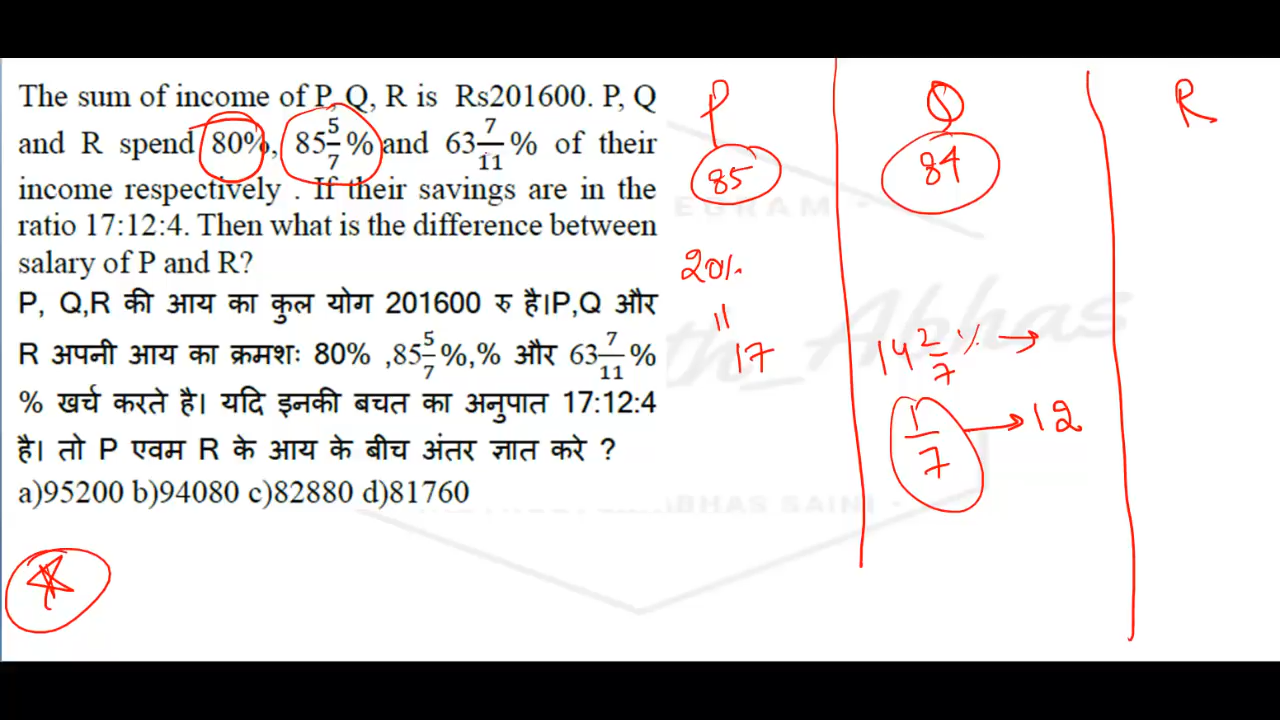 The sum of income of P, Q, R is Rs201600. P, Q
and R spend 80%, 85 5/7 % and 63 7/11 % of their
income respectively . If their savings are in the
ratio 17:12:4. Then what is the difference between
salary of P and R?
P, Q,R की आय का कुल योग 201600 रु है।P,Q और
R अपनी आय का क्रमशः 80% ,85 5/7 %,% और 63 7/11 %
% खर्च करते है। यदि इनकी बचत का अनुपात 17:12:4
है। तो P एवम R के आय के बीच अंतर ज्ञात करे ?
a)95200 b)94080 c)82880 d)81760
P
85
20%
=
17
Q
84
14 2/7 % →
1/7 → 12
R
EGRAM
th_Abhas
ABHAS SAINI